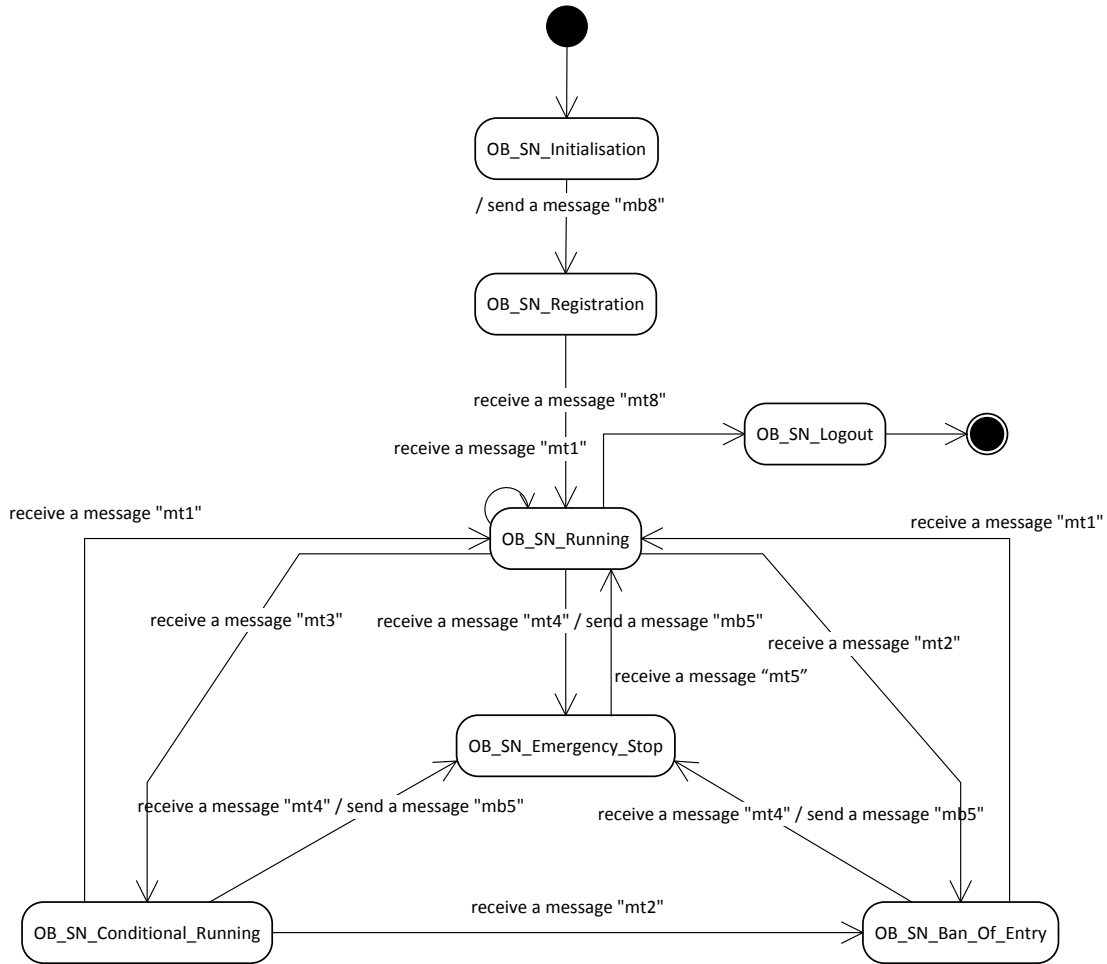 OB_SN_Initialisation
/ send a message "mb8"
OB_SN_Registration
receive a message "mt8"
OB_SN_Logout
receive a message "mt1"
receive a message "mt1"
receive a message "mt1"
OB_SN_Running
receive a message "mt3"
receive a message "mt4" / send a message "mb5"
receive a message "mt2"
receive a message “mt5”
OB_SN_Emergency_Stop
receive a message "mt4" / send a message "mb5"
receive a message "mt4" / send a message "mb5"
receive a message "mt2"
OB_SN_Conditional_Running
OB_SN_Ban_Of_Entry